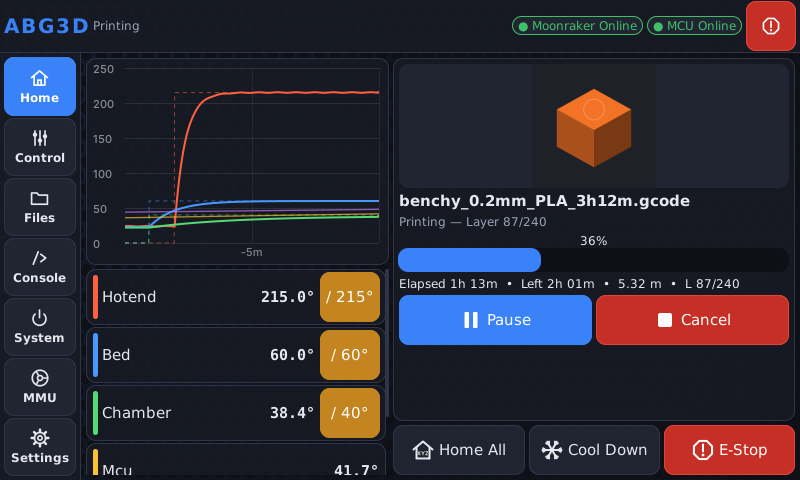 ABG3D Printing
Moonraker Online
MCU Online
Home
Control
Files
Console
System
MMU
Settings
250
200
150
100
50
0
-5m
Hotend 215.0° / 215°
Bed 60.0° / 60°
Chamber 38.4° / 40°
Mcu 41.7°
benchy_0.2mm_PLA_3h12m.gcode
Printing — Layer 87/240
36%
Elapsed 1h 13m • Left 2h 01m • 5.32 m • L 87/240
Pause
Cancel
XYZ Home All
Cool Down
E-Stop